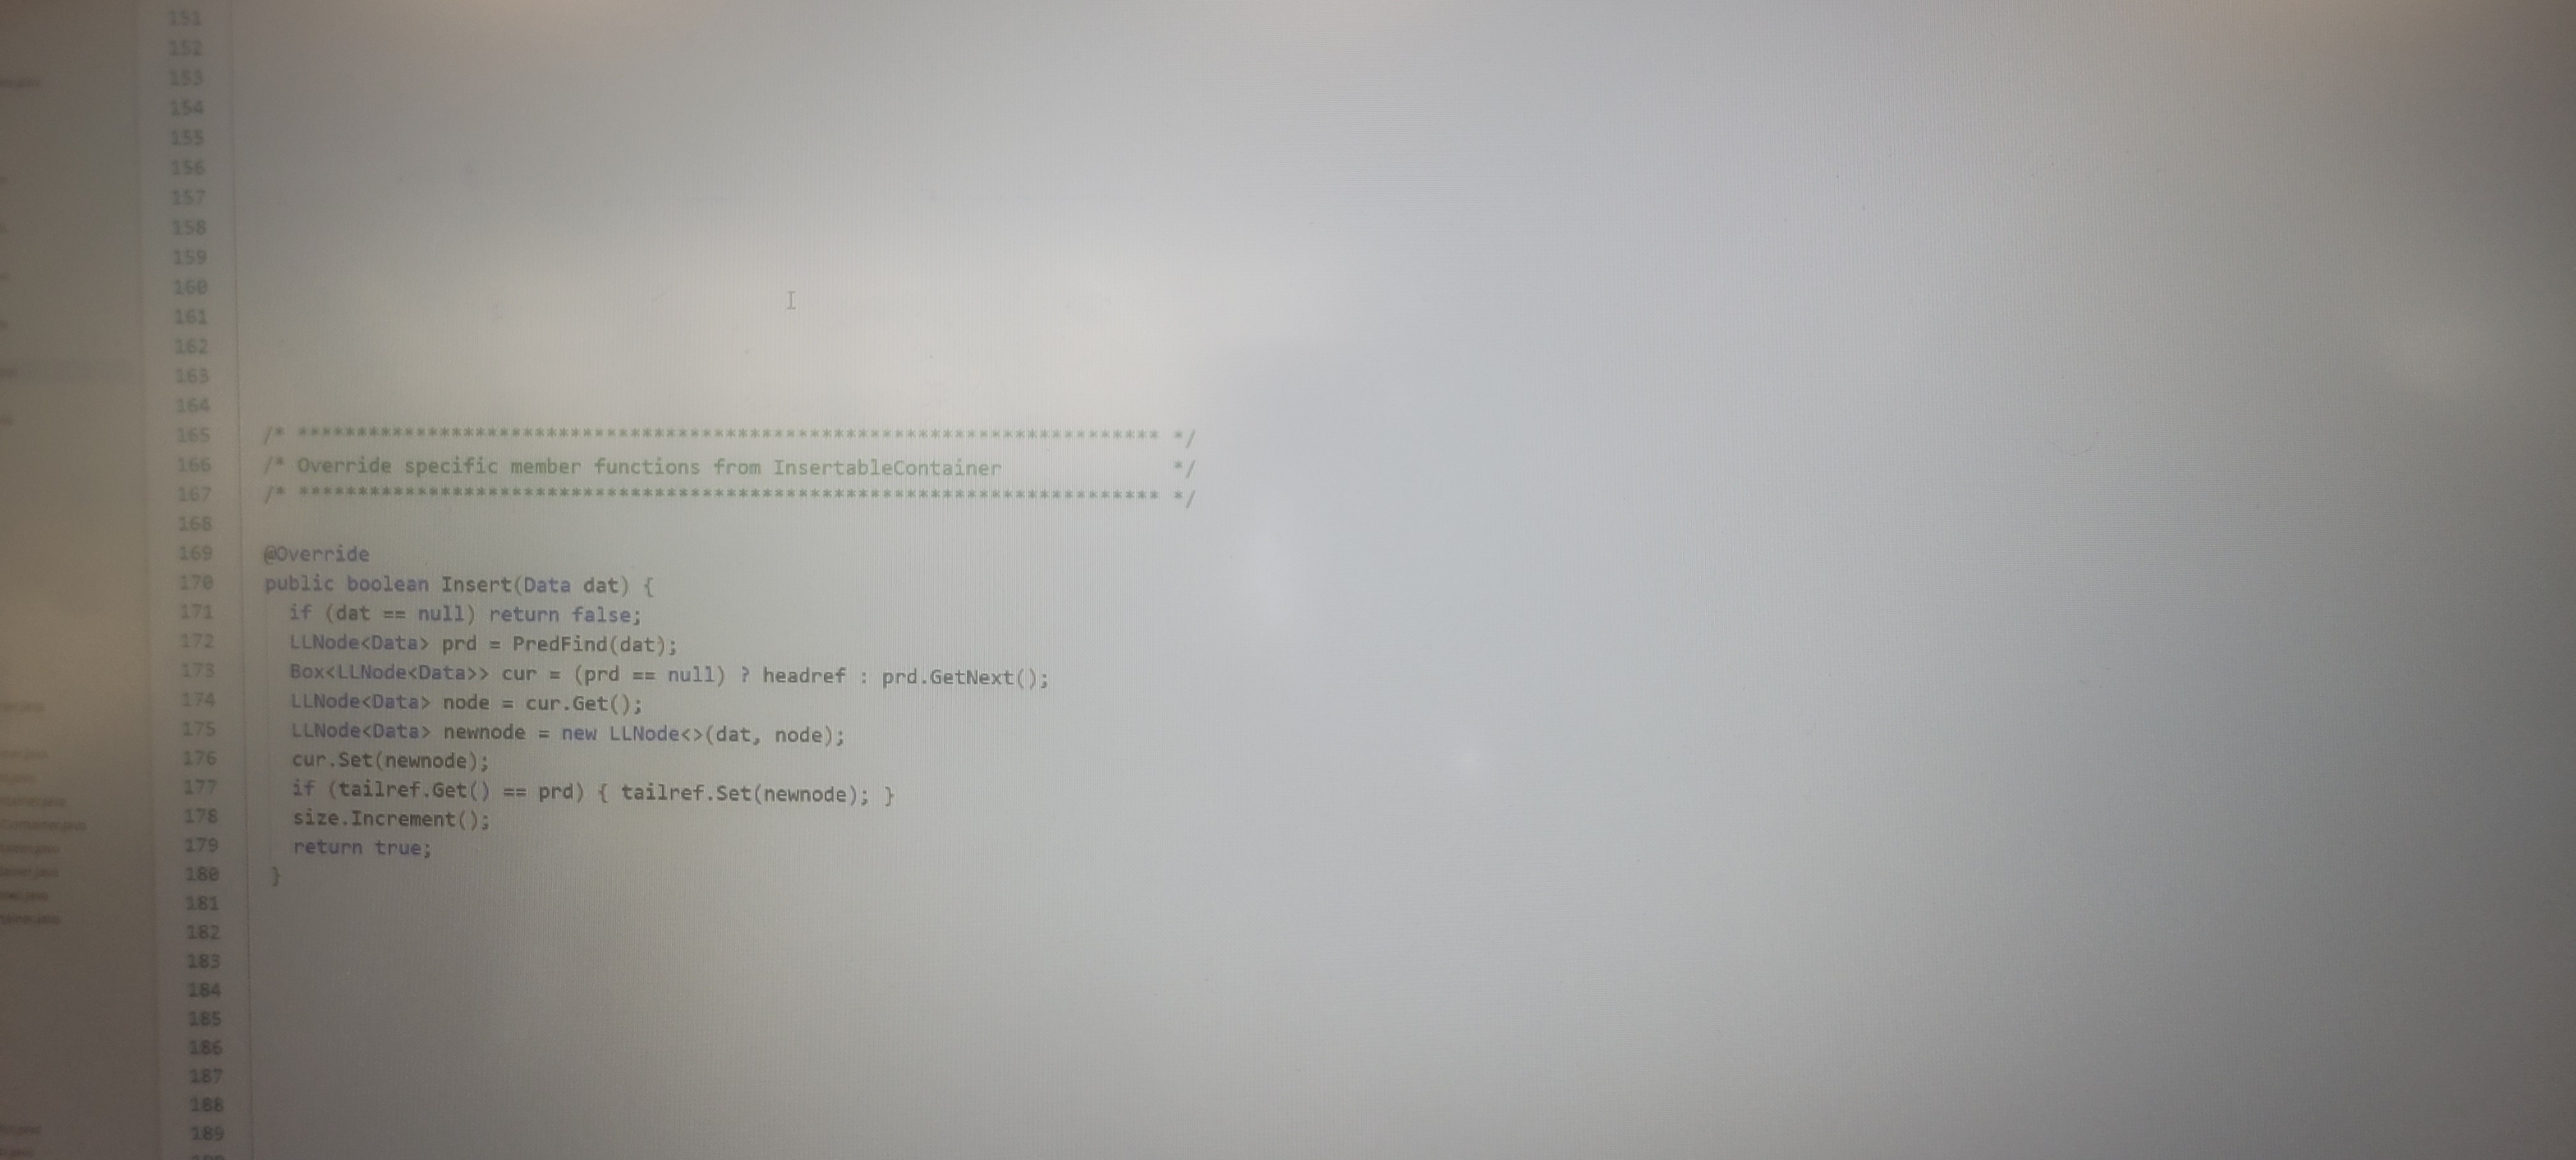 151
152
153
154
155
156
157
158
159
160
161
162
163
164
165 /* ************************************************************************* */
166 /* Override specific member functions from InsertableContainer */
167 /* ************************************************************************* */
168
169 @Override
170 public boolean Insert(Data dat) {
171 if (dat == null) return false;
172 LLNode<Data> prd = PredFind(dat);
173 Box<LLNode<Data>> cur = (prd == null) ? headref : prd.GetNext();
174 LLNode<Data> node = cur.Get();
175 LLNode<Data> newnode = new LLNode<>(dat, node);
176 cur.Set(newnode);
177 if (tailref.Get() == prd) { tailref.Set(newnode); }
178 size.Increment();
179 return true;
180 }
181
182
183
184
185
186
187
188
189